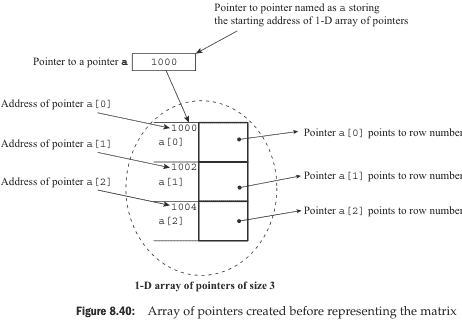 Pointer to pointer named as a storing
the starting address of 1-D array of pointers
Pointer to a pointer a 1000
Address of pointer a[0]
1000
a[0]
Pointer a[0] points to row number
Address of pointer a[1]
1002
a[1]
Pointer a[1] points to row number
Address of pointer a[2]
1004
a[2]
Pointer a[2] points to row number
1-D array of pointers of size 3
Figure 8.40: Array of pointers created before representing the matrix